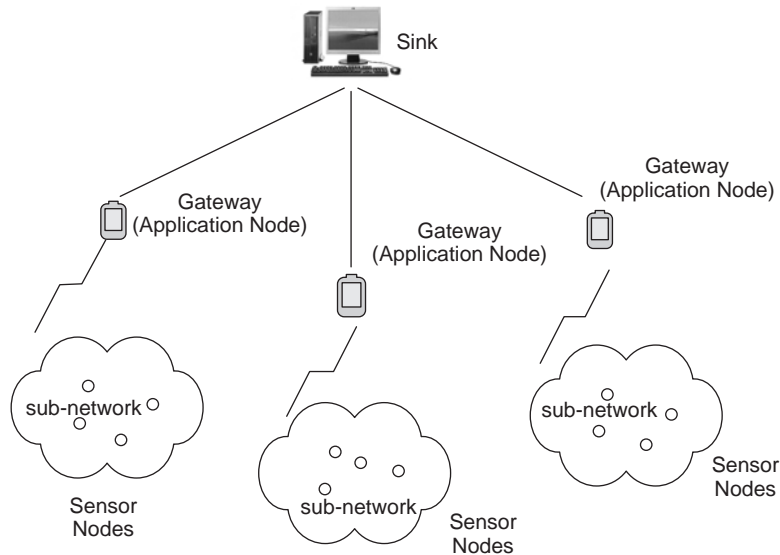 Sink
Gateway
(Application Node)
Gateway
(Application Node)
Gateway
(Application Node)
sub-network
sub-network
sub-network
Sensor
Nodes
Sensor
Nodes
Sensor
Nodes